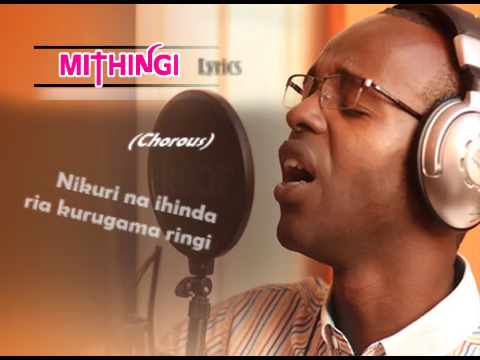 MITHINGI Lyrics
(Chorous)
Nikuri na ihinda
ria kurugama ringi